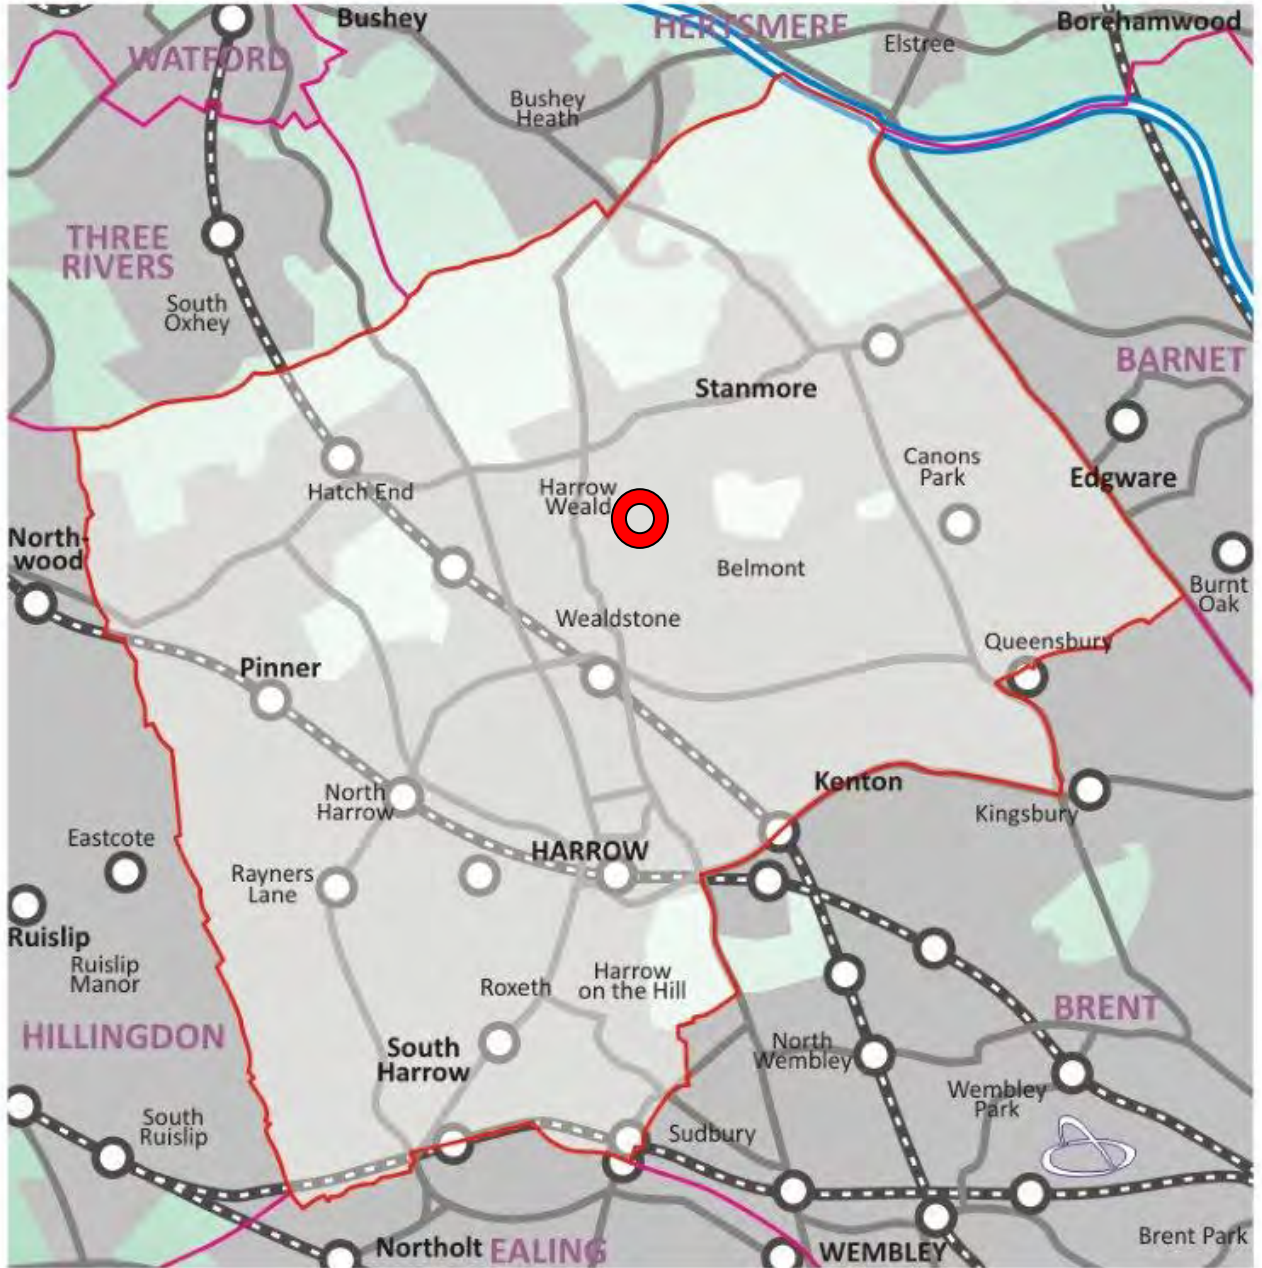 Bushey
HERTSMERE
Borehamwood
Elstree
WATFORD
Bushey
Heath
THREE
RIVERS
South
Oxhey
BARNET
Stanmore
Canons
Park
Edgware
Harrow
Weald
Hatch End
North-
wood
Belmont
Burnt
Oak
Wealdstone
Queensbury
Pinner
Kenton
North
Harrow
Kingsbury
Eastcote
HARROW
Rayners
Lane
Ruislip
Ruislip
Manor
Harrow
on the Hill
Roxeth
BRENT
HILLINGDON
South
Harrow
North
Wembley
Wembley
Park
South
Ruislip
Sudbury
Brent Park
Northolt
EALING
WEMBLEY